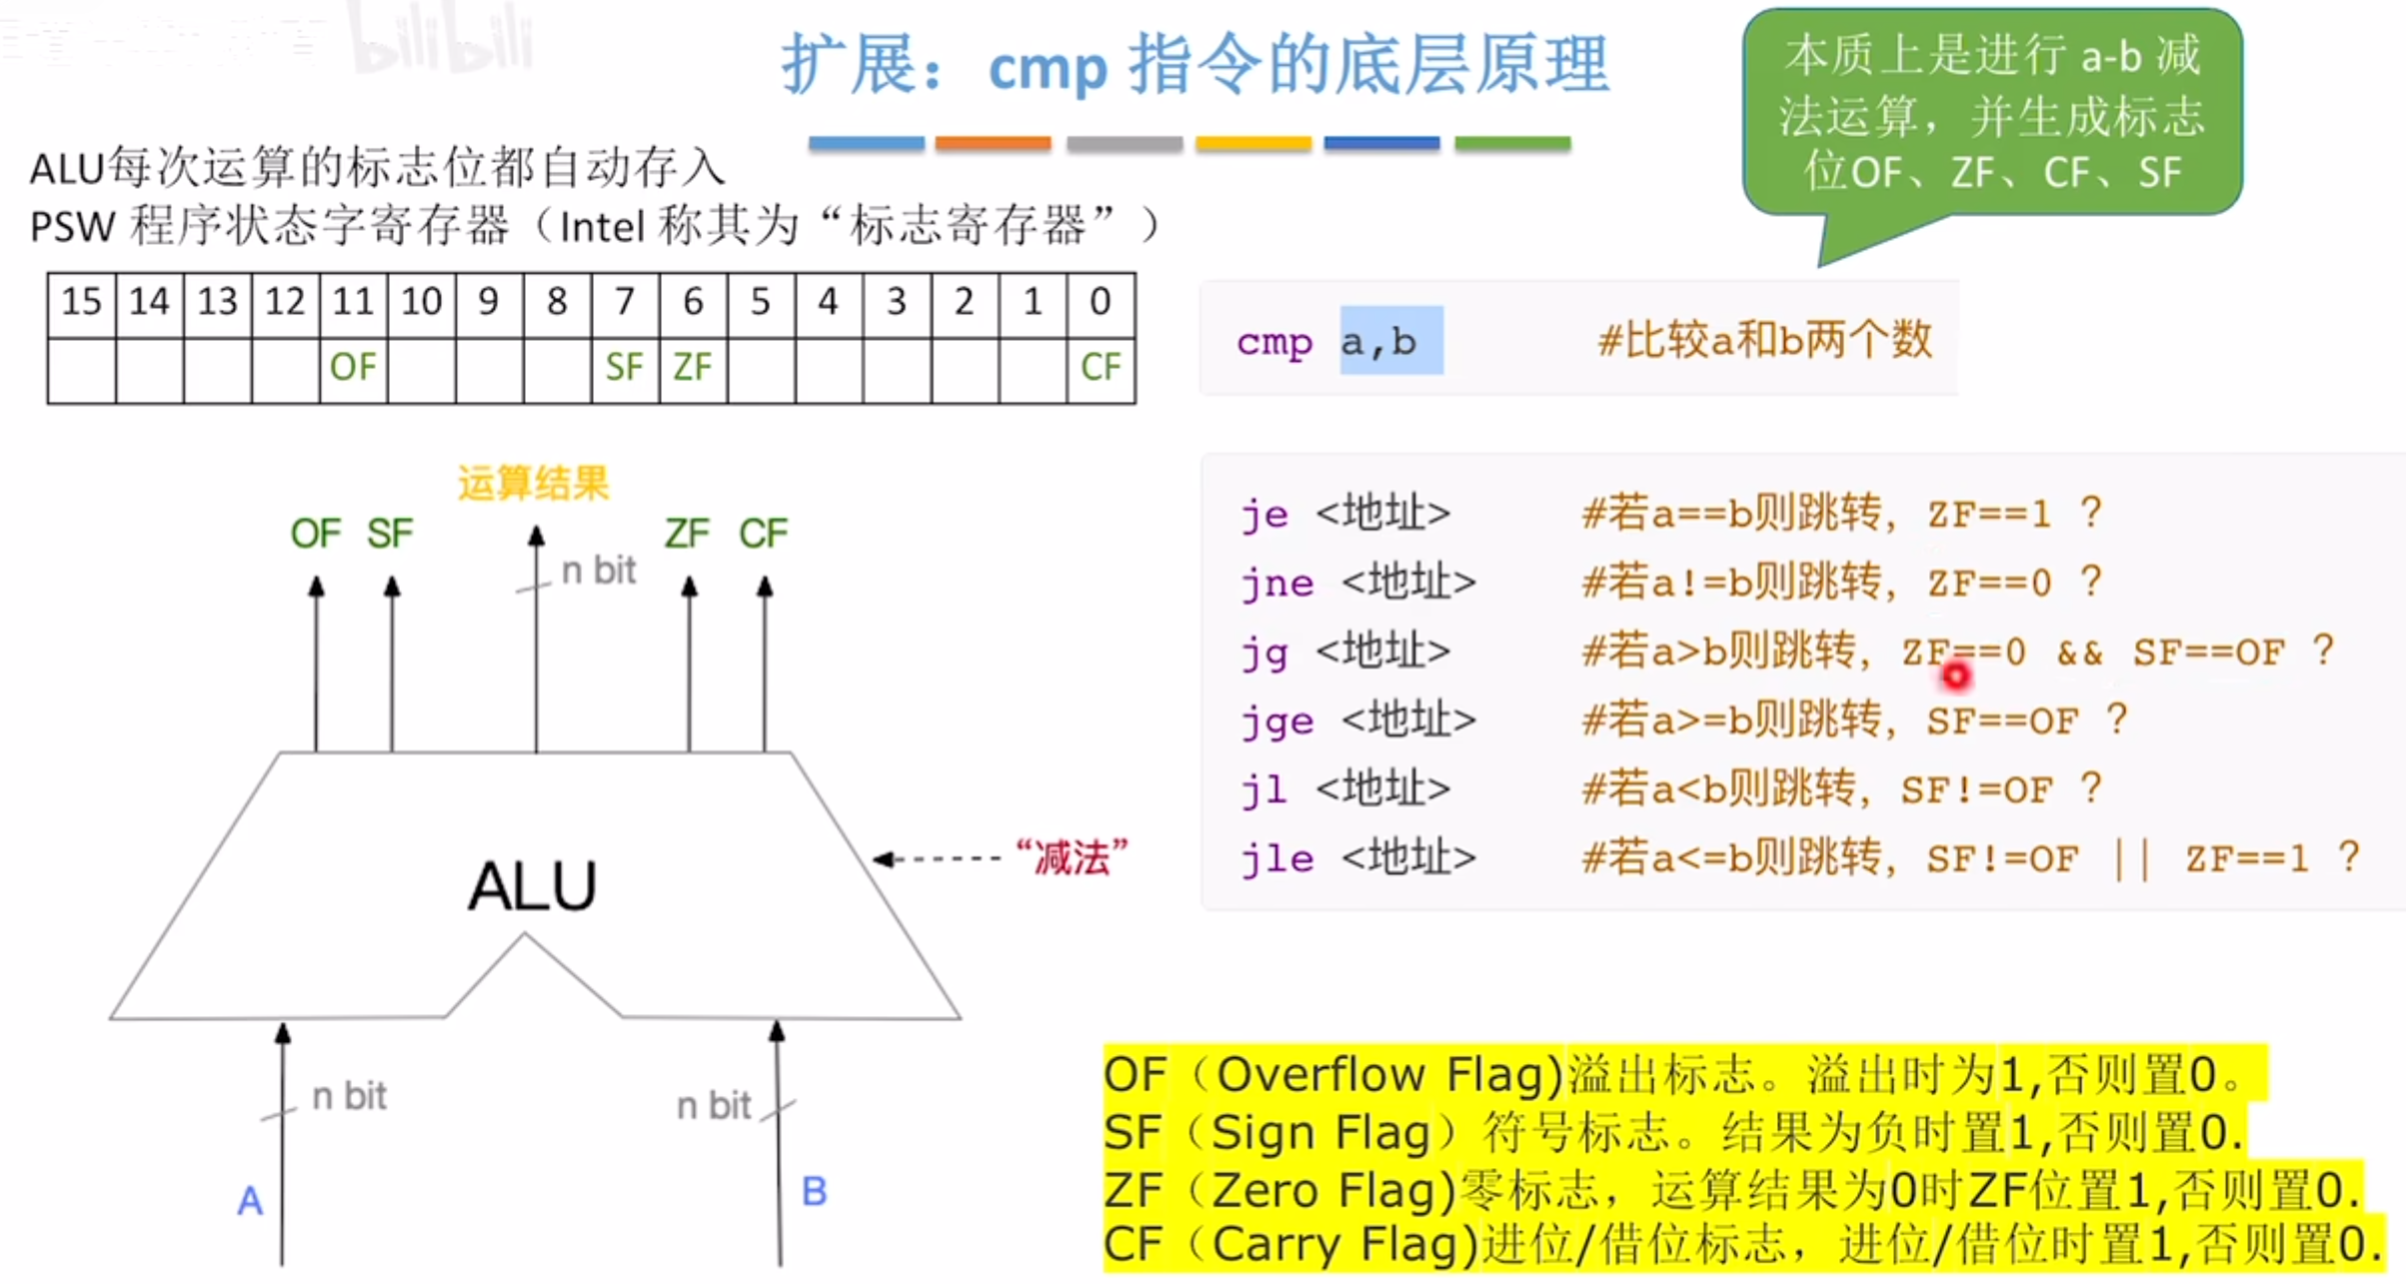 bilibili
扩展：cmp 指令的底层原理
本质上是进行 a-b 减
法运算，并生成标志
位OF、ZF、CF、SF
ALU每次运算的标志位都自动存入
PSW 程序状态字寄存器（Intel 称其为“标志寄存器”）
15 14 13 12 11 10 9 8 7 6 5 4 3 2 1 0
OF SF ZF CF
cmp a,b #比较a和b两个数
je <地址> #若a==b则跳转，ZF==1 ？
jne <地址> #若a!=b则跳转，ZF==0 ？
jg <地址> #若a>b则跳转，ZF==0 && SF==OF ？
jge <地址> #若a>=b则跳转，SF==OF ？
jl <地址> #若a<b则跳转，SF!=OF ？
jle <地址> #若a<=b则跳转，SF!=OF || ZF==1 ？
运算结果
OF SF ZF CF
n bit
ALU
“减法”
n bit
n bit
A
B
OF（Overflow Flag)溢出标志。溢出时为1,否则置0。
SF（Sign Flag）符号标志。结果为负时置1,否则置0.
ZF（Zero Flag)零标志，运算结果为0时ZF位置1,否则置0.
CF（Carry Flag)进位/借位标志，进位/借位时置1,否则置0.